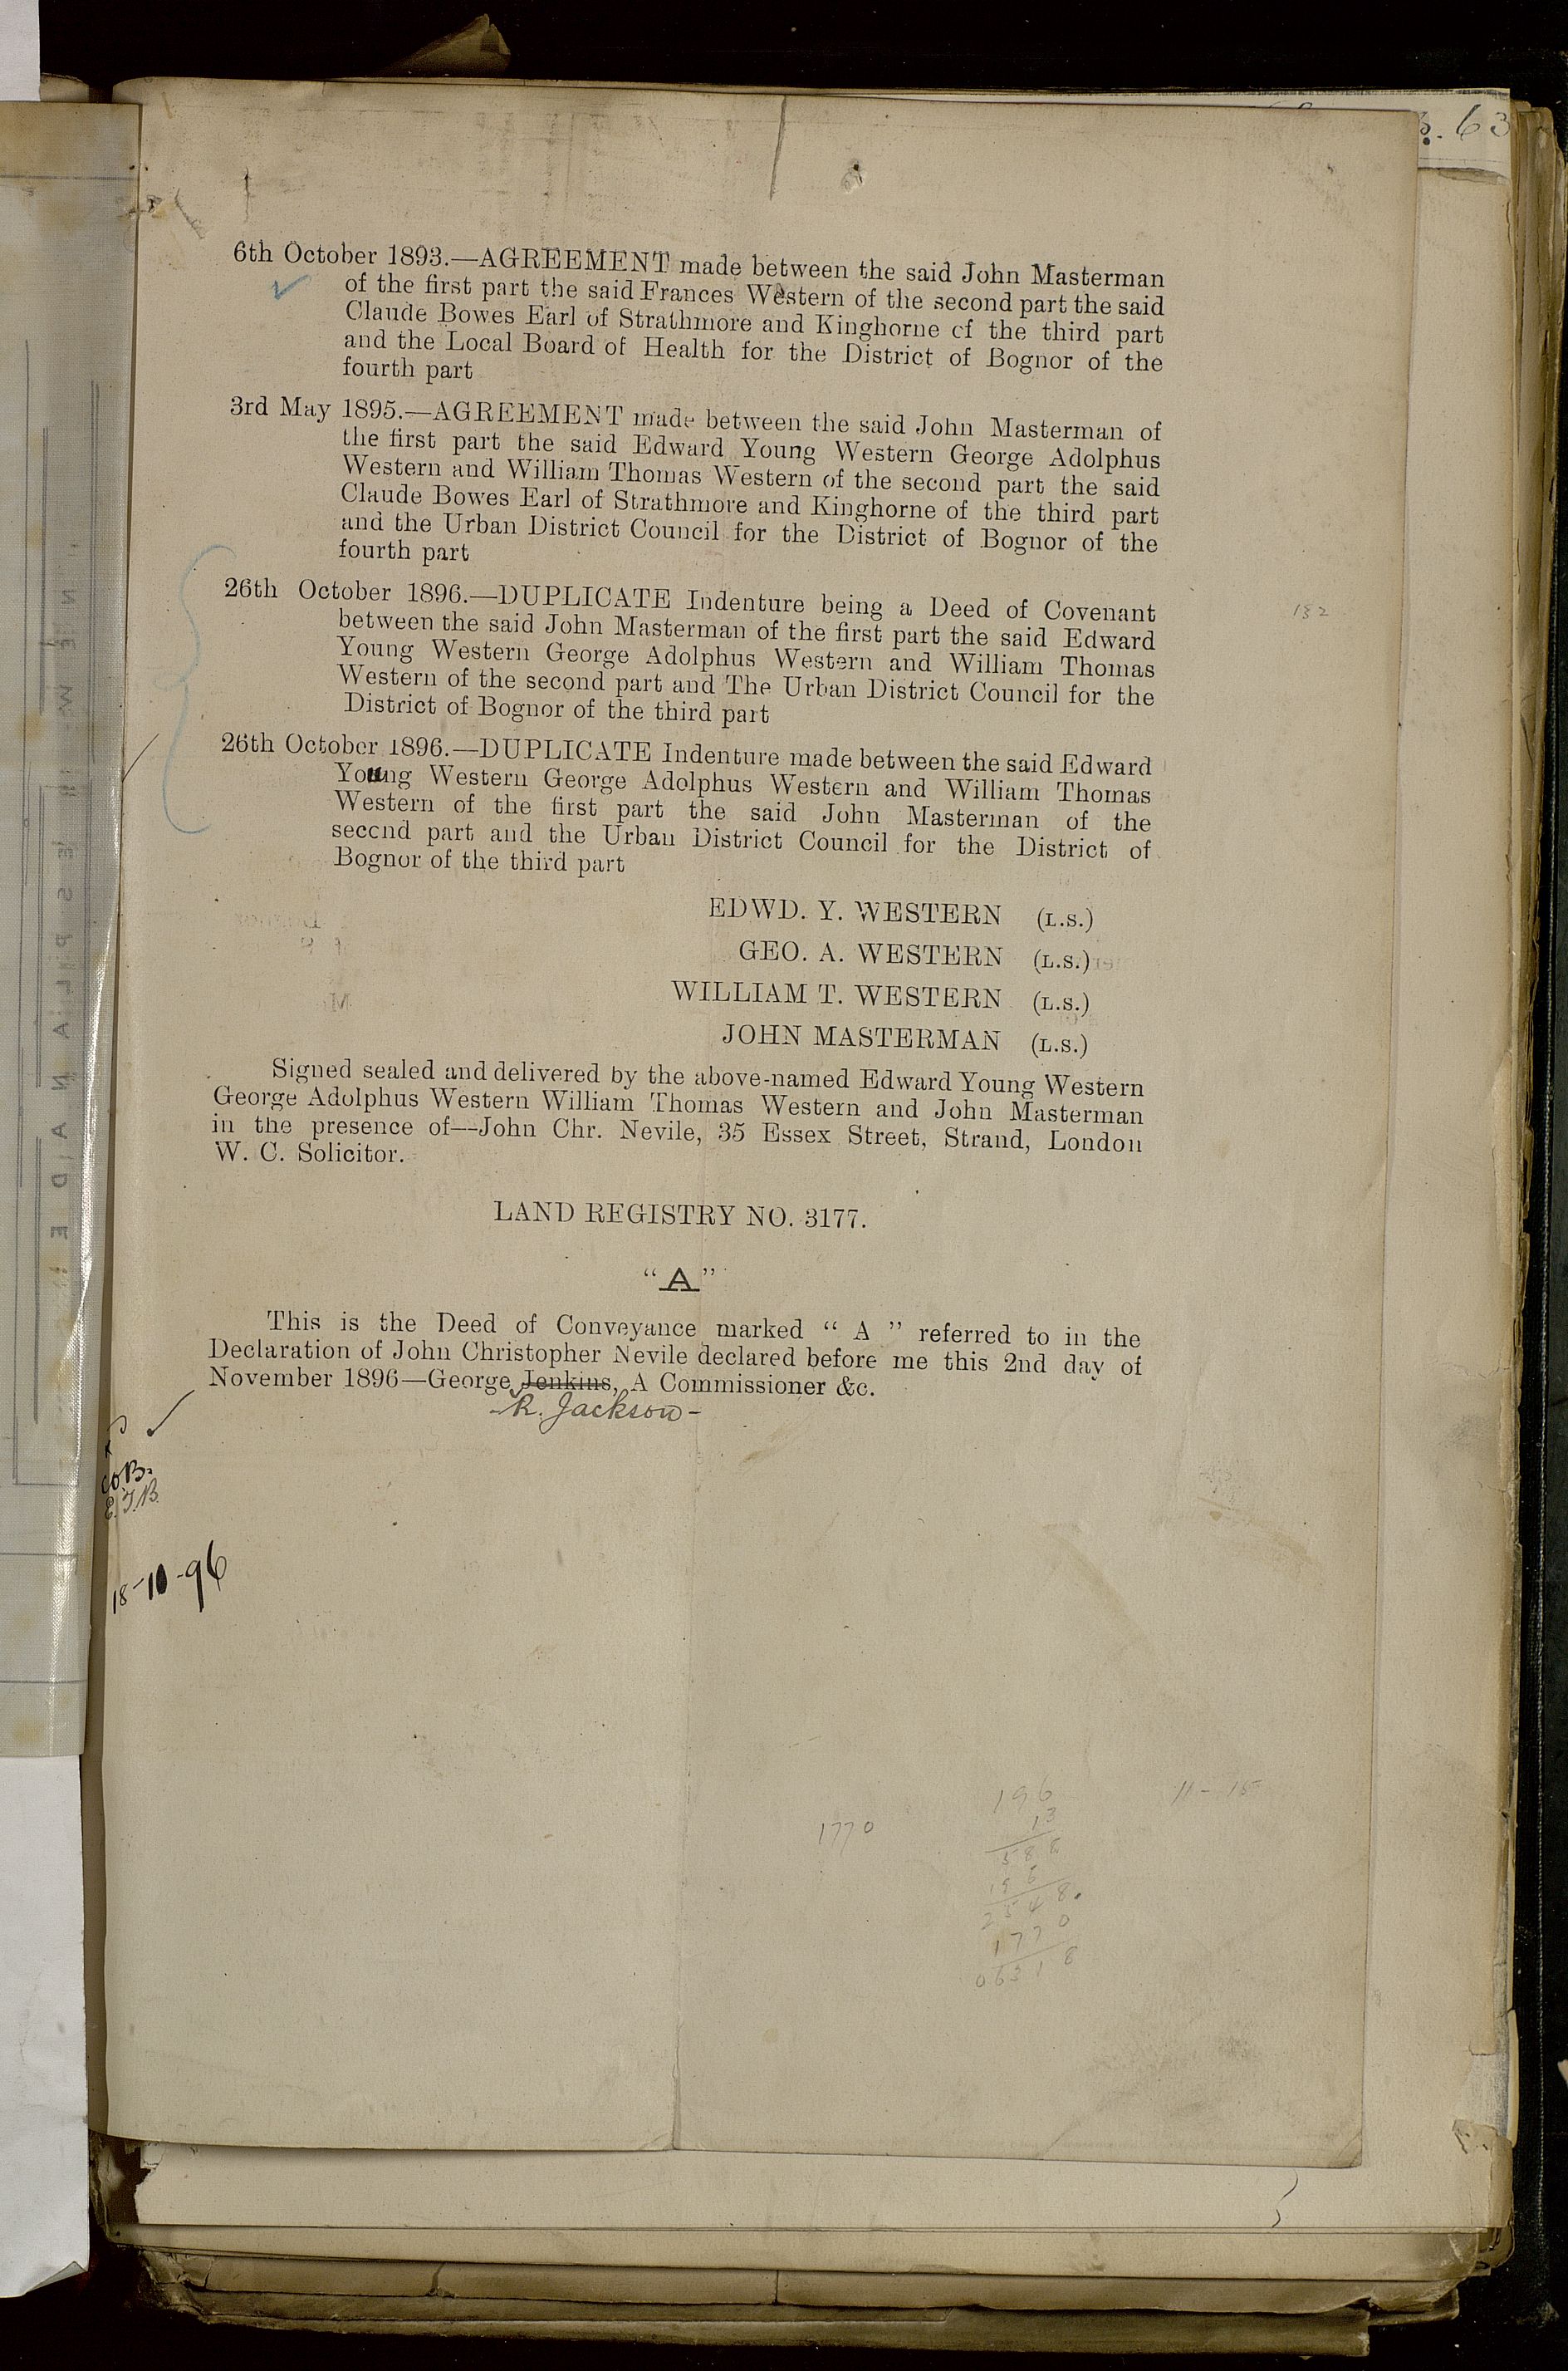 63
6th October 1893.—AGREEMENT made between the said John Masterman
of the first part the said Frances Western of the second part the said
Claude Bowes Earl of Strathmore and Kinghorne of the third part
and the Local Board of Health for the District of Bognor of the
fourth part
3rd May 1895.—AGREEMENT made between the said John Masterman of
the first part the said Edward Young Western George Adolphus
Western and William Thomas Western of the second part the said
Claude Bowes Earl of Strathmore and Kinghorne of the third part
and the Urban District Council for the District of Bognor of the
fourth part
26th October 1896.—DUPLICATE Indenture being a Deed of Covenant
between the said John Masterman of the first part the said Edward
Young Western George Adolphus Western and William Thomas
Western of the second part and The Urban District Council for the
District of Bognor of the third part
182
26th October 1896.—DUPLICATE Indenture made between the said Edward
Young Western George Adolphus Western and William Thomas
Western of the first part the said John Masterman of the
second part and the Urban District Council for the District of
Bognor of the third part
EDWD. Y. WESTERN (L.S.)
GEO. A. WESTERN (L.S.)
WILLIAM T. WESTERN (L.S.)
JOHN MASTERMAN (L.S.)
Signed sealed and delivered by the above-named Edward Young Western
George Adolphus Western William Thomas Western and John Masterman
in the presence of—John Chr. Nevile, 35 Essex Street, Strand, London
W. C. Solicitor.
LAND REGISTRY NO. 3177.
"A"
This is the Deed of Conveyance marked " A " referred to in the
Declaration of John Christopher Nevile declared before me this 2nd day of
November 1896—George Jenkins, A Commissioner &c.
-R. Jackson-
E.J.B.
18-10-96
196
13
588
196
2548.
1770
06318
1770
11-15